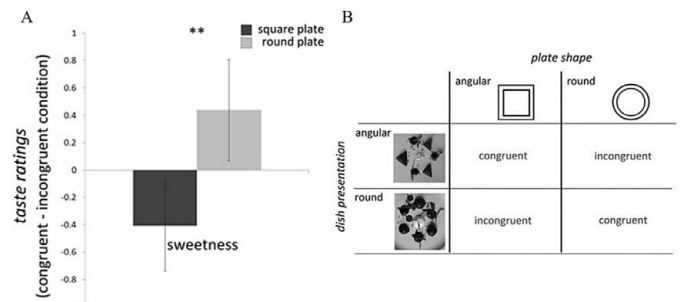 A
taste ratings
(congruent - incongruent condition)
1
0.8
0.6
0.4
0.2
0
-0.2
-0.4
-0.6
-0.8
**
square plate
round plate
sweetness
B
plate shape
angular
round
dish presentation
angular
congruent
incongruent
round
incongruent
congruent